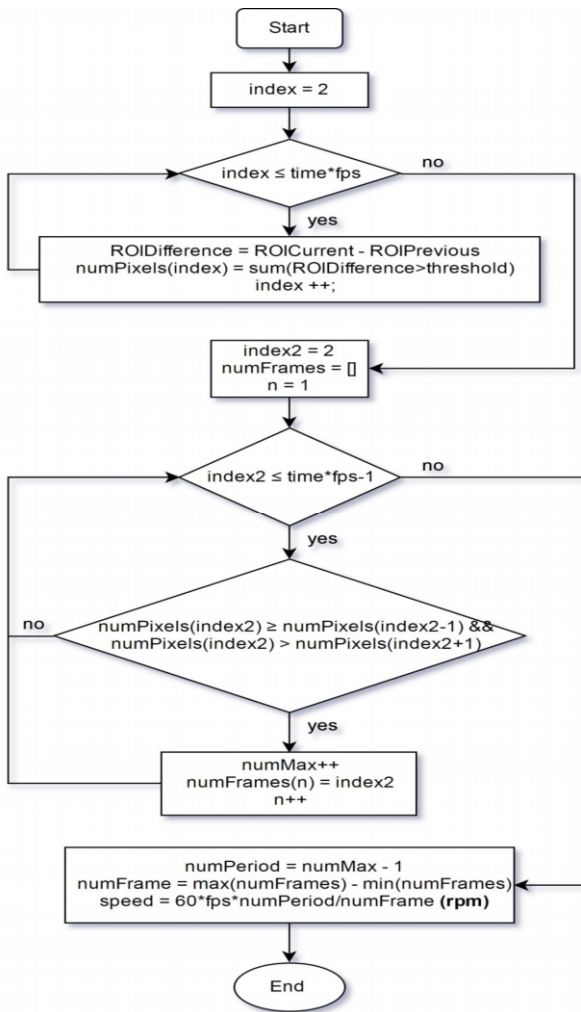 Start
index = 2
index ≤ time*fps
no
yes
ROIDifference = ROICurrent - ROIPrevious
numPixels(index) = sum(ROIDifference>threshold)
index ++;
index2 = 2
numFrames = []
n = 1
index2 ≤ time*fps-1
no
yes
no
numPixels(index2) ≥ numPixels(index2-1) &&
numPixels(index2) > numPixels(index2+1)
yes
numMax++
numFrames(n) = index2
n++
numPeriod = numMax - 1
numFrame = max(numFrames) - min(numFrames)
speed = 60*fps*numPeriod/numFrame (rpm)
End